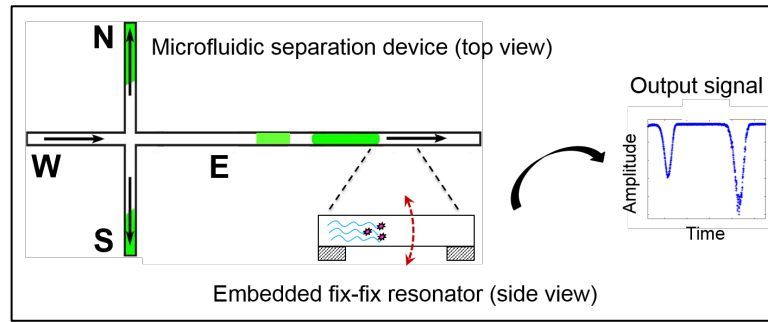 N
Microfluidic separation device (top view)
Output signal
W
E
S
Amplitude
Time
Embedded fix-fix resonator (side view)